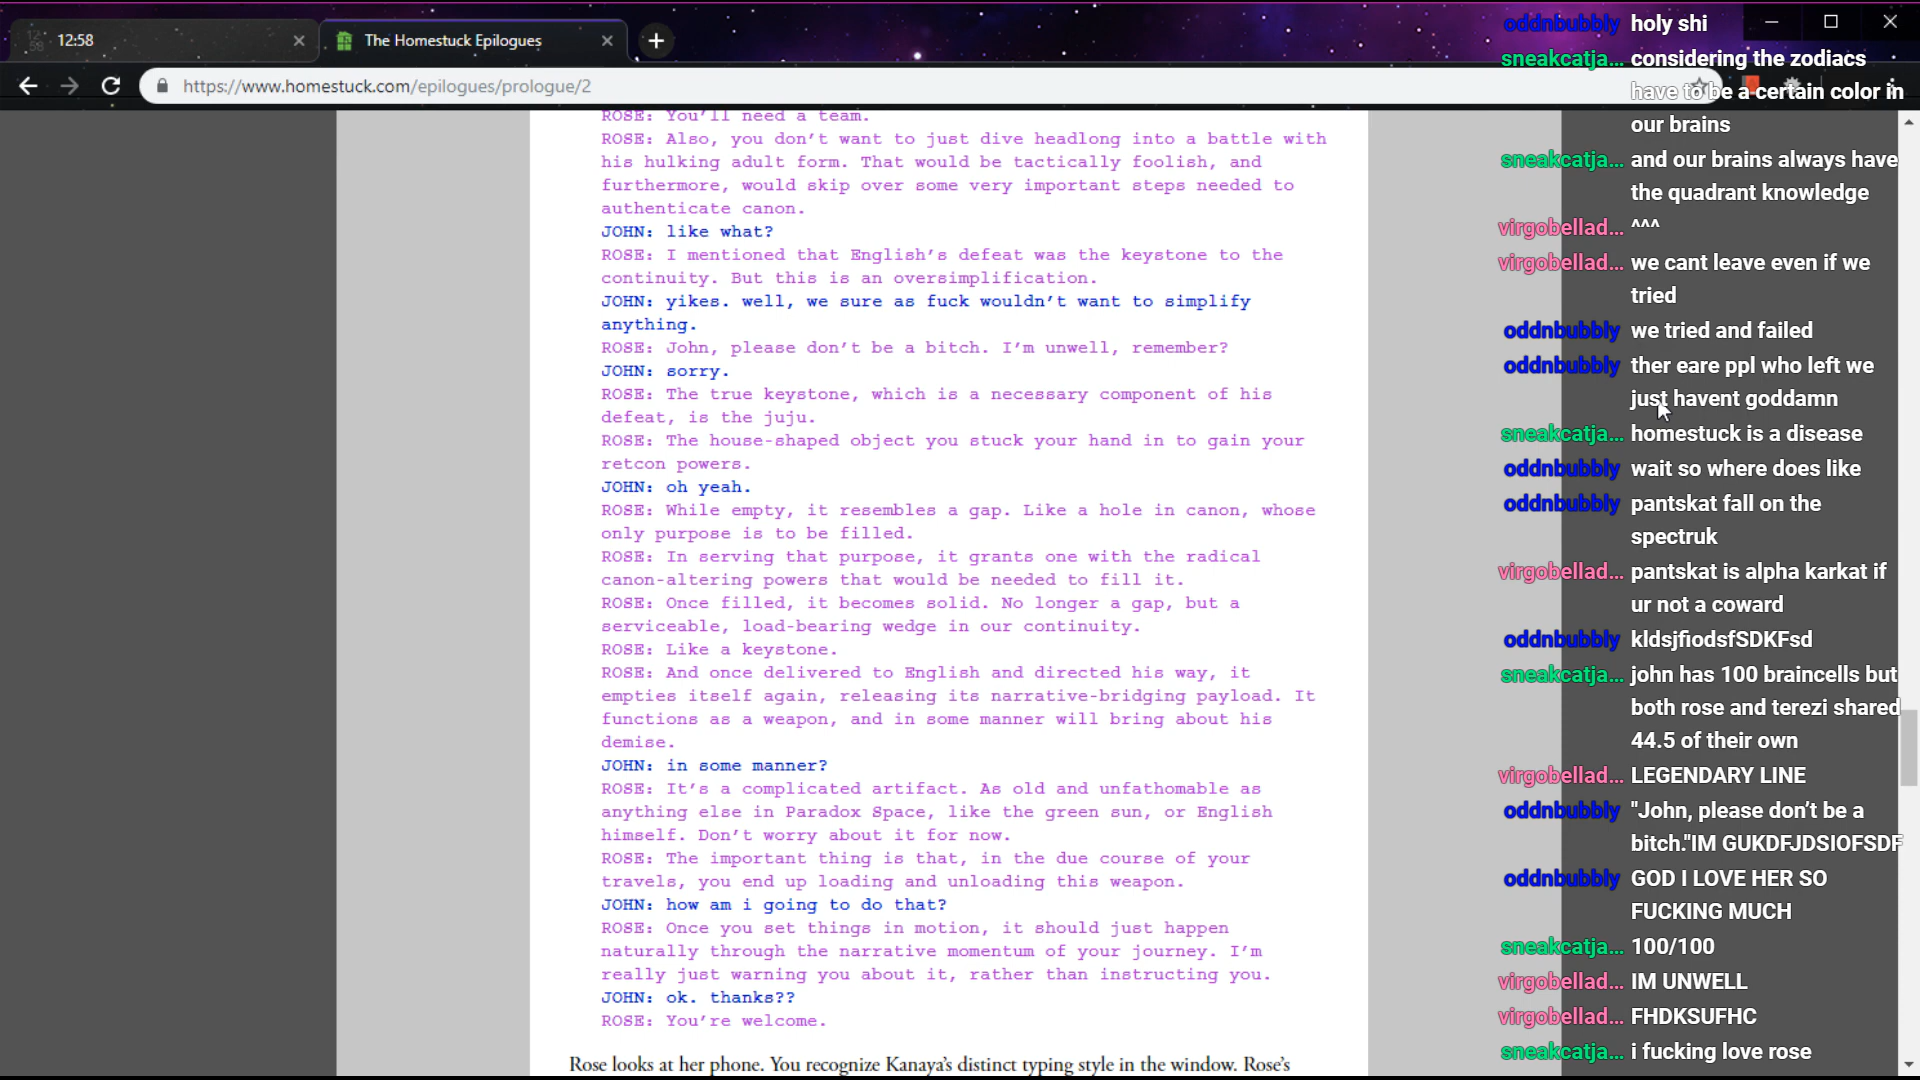 12:58
The Homestuck Epilogues
https://www.homestuck.com/epilogues/prologue/2
ROSE: You'll need a team.
ROSE: Also, you don't want to just dive headlong into a battle with
his hulking adult form. That would be tactically foolish, and
furthermore, would skip over some very important steps needed to
authenticate canon.
JOHN: like what?
ROSE: I mentioned that English's defeat was the keystone to the
continuity. But this is an oversimplification.
JOHN: yikes. well, we sure as fuck wouldn't want to simplify
anything.
ROSE: John, please don't be a bitch. I'm unwell, remember?
JOHN: sorry.
ROSE: The true keystone, which is a necessary component of his
defeat, is the juju.
ROSE: The house-shaped object you stuck your hand in to gain your
retcon powers.
JOHN: oh yeah.
ROSE: While empty, it resembles a gap. Like a hole in canon, whose
only purpose is to be filled.
ROSE: In serving that purpose, it grants one with the radical
canon-altering powers that would be needed to fill it.
ROSE: Once filled, it becomes solid. No longer a gap, but a
serviceable, load-bearing wedge in our continuity.
ROSE: Like a keystone.
ROSE: And once delivered to English and directed his way, it
empties itself again, releasing its narrative-bridging payload. It
functions as a weapon, and in some manner will bring about his
demise.
JOHN: in some manner?
ROSE: It's a complicated artifact. As old and unfathomable as
anything else in Paradox Space, like the green sun, or English
himself. Don't worry about it for now.
ROSE: The important thing is that, in the due course of your
travels, you end up loading and unloading this weapon.
JOHN: how am i going to do that?
ROSE: Once you set things in motion, it should just happen
naturally through the narrative momentum of your journey. I'm
really just warning you about it, rather than instructing you.
JOHN: ok. thanks??
ROSE: You're welcome.
Rose looks at her phone. You recognize Kanaya's distinct typing style in the window. Rose's
oddnbubbly holy shi
sneakcatja... considering the zodiacs
have to be a certain color in
our brains
sneakcatja... and our brains always have
the quadrant knowledge
virgobellad... ^^^
virgobellad... we cant leave even if we
tried
oddnbubbly we tried and failed
oddnbubbly ther eare ppl who left we
just havent goddamn
sneakcatja... homestuck is a disease
oddnbubbly wait so where does like
oddnbubbly pantskat fall on the
spectruk
virgobellad... pantskat is alpha karkat if
ur not a coward
oddnbubbly kldsjfiodsfSDKFsd
sneakcatja... john has 100 braincells but
both rose and terezi shared
44.5 of their own
virgobellad... LEGENDARY LINE
oddnbubbly "John, please don't be a
bitch."IM GUKDFJDSIOFSDF
oddnbubbly GOD I LOVE HER SO
FUCKING MUCH
sneakcatja... 100/100
virgobellad... IM UNWELL
virgobellad... FHDKSUFHC
sneakcatja... i fucking love rose